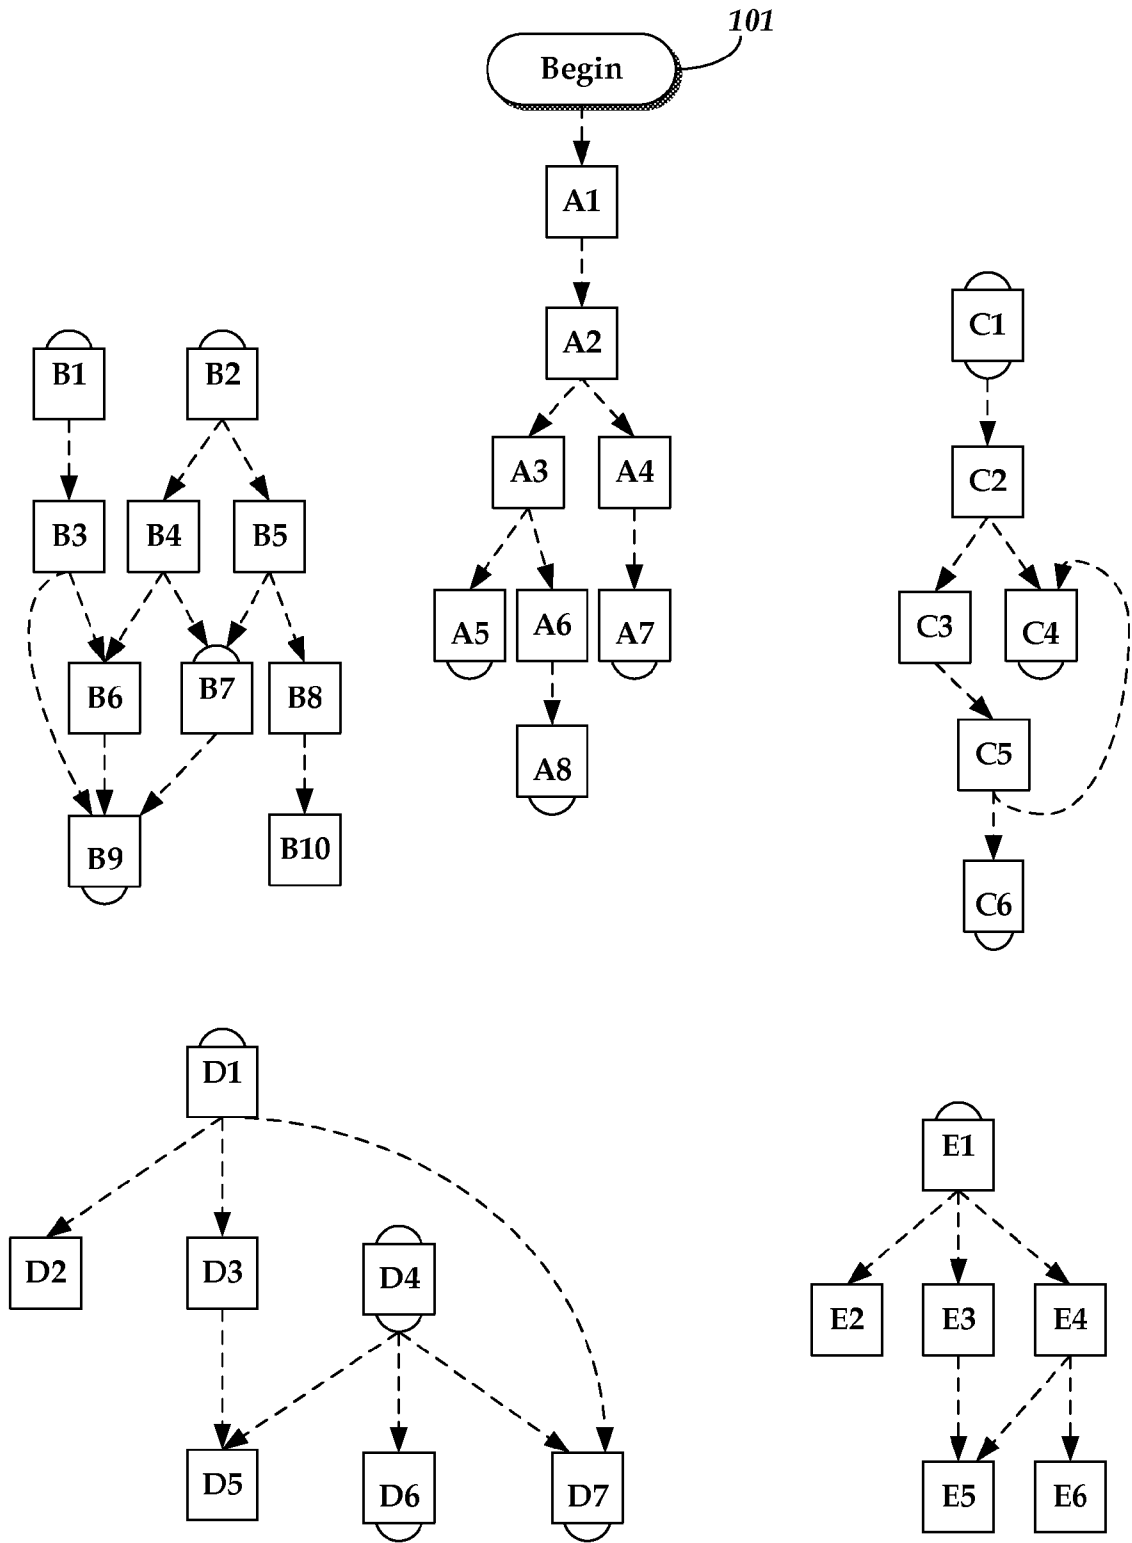 101
Begin
A1
A2
C1
B1 B2
A3 A4
C2
B3 B4 B5
A5 A6 A7
C3 C4
B6 B7 B8
C5
A8
B9 B10
C6
D1
E1
D2 D3 D4
E2 E3 E4
D5 D6 D7
E5 E6